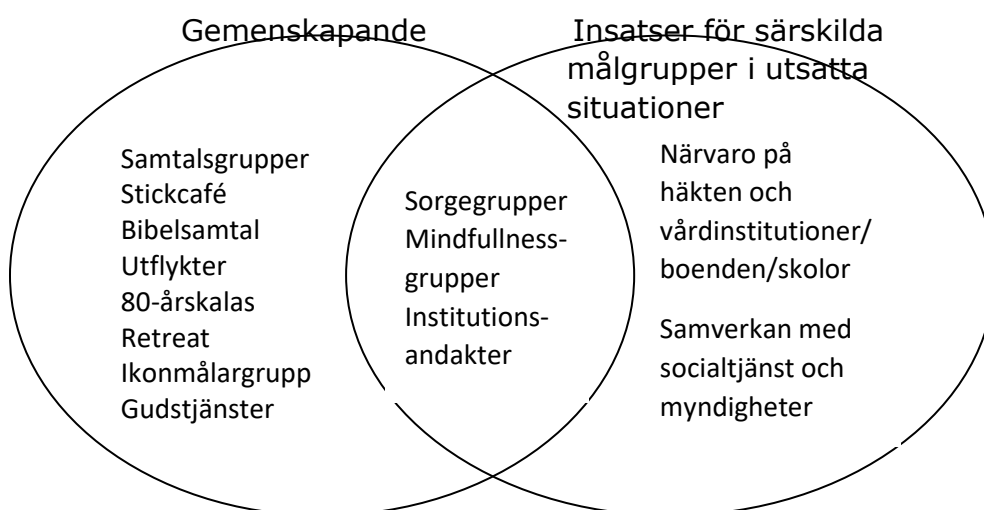 Gemenskapande
Insatser för särskilda
målgrupper i utsatta
situationer
Samtalsgrupper
Stickcafé
Bibelsamtal
Utflykter
80-årskalas
Retreat
Ikonmålargrupp
Gudstjänster
Sorgegrupper
Mindfullness-
grupper
Institutions-
andakter
Närvaro på
häkten och
vårdinstitutioner/
boenden/skolor
Samverkan med
socialtjänst och
myndigheter